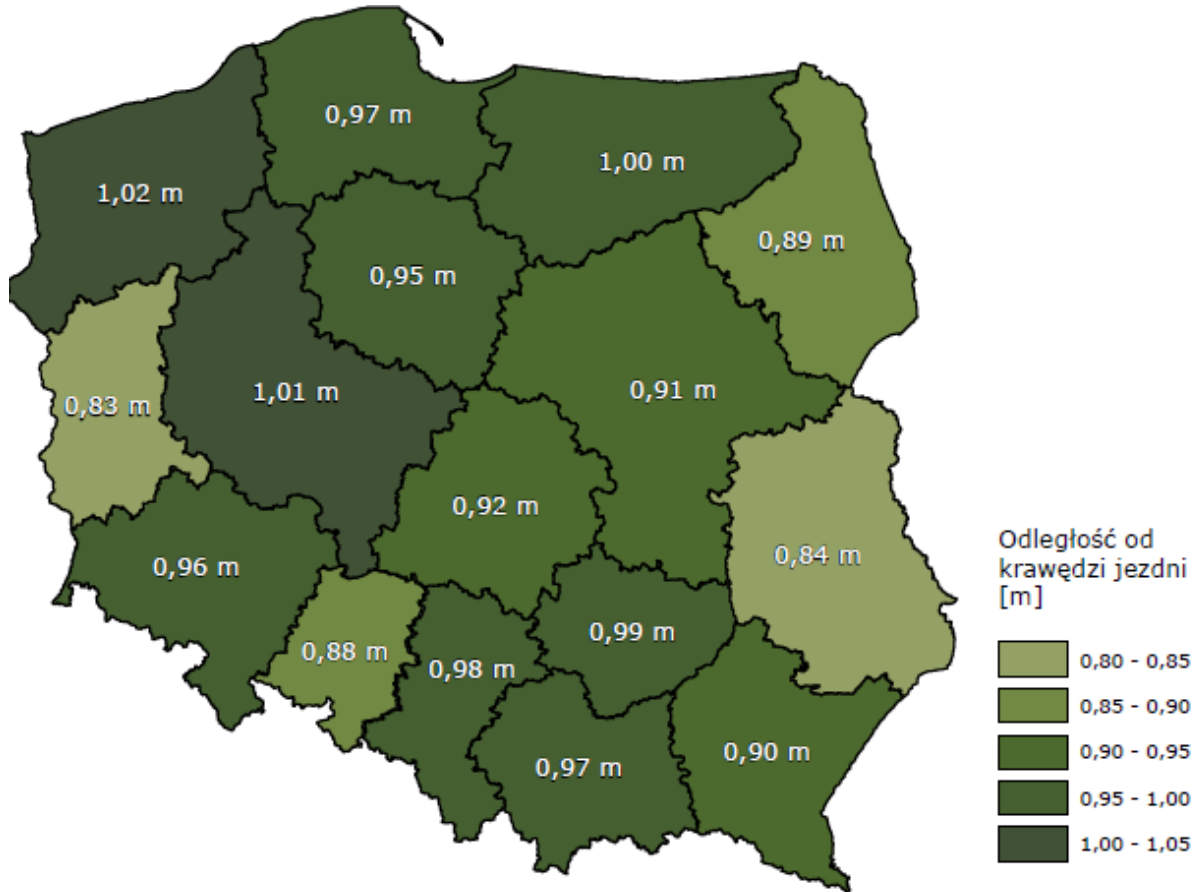 0,97 m
1,00 m
1,02 m
0,89 m
0,95 m
0,91 m
1,01 m
0,83 m
0,92 m
0,84 m
0,96 m
0,99 m
0,88 m
0,98 m
0,90 m
0,97 m
Odległość od
krawędzi jezdni
[m]
0,80 - 0,85
0,85 - 0,90
0,90 - 0,95
0,95 - 1,00
1,00 - 1,05